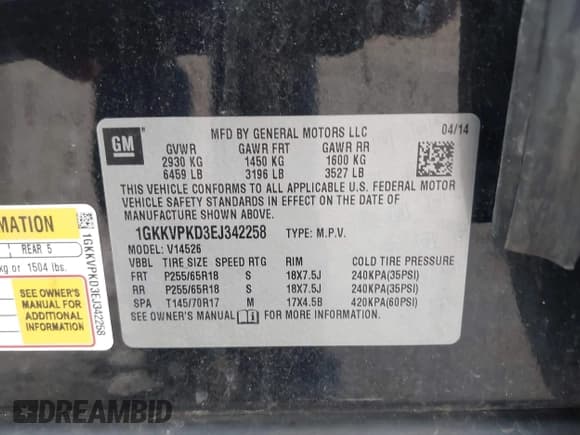 GM
MFD BY GENERAL MOTORS LLC
04/14
GVWR GAWR FRT GAWR RR
2930 KG 1450 KG 1600 KG
6459 LB 3196 LB 3527 LB
THIS VEHICLE CONFORMS TO ALL APPLICABLE U.S. FEDERAL MOTOR
VEHICLE SAFETY STANDARDS IN EFFECT ON THE DATE OF
MANUFACTURE SHOWN ABOVE.
1GKKVPKD3EJ342258 TYPE: M.P.V.
MODEL: V14526
VBBL TIRE SIZE SPEED RTG RIM COLD TIRE PRESSURE
FRT P255/65R18 S 18X7.5J 240KPA(35PSI)
RR P255/65R18 S 18X7.5J 240KPA(35PSI)
SPA T145/70R17 M 17X4.5B 420KPA(60PSI)
SEE OWNER'S MANUAL FOR MORE INFORMATION.
REAR 5
kg or 1504 lbs.
SEE OWNER'S
MANUAL FOR
ADDITIONAL
INFORMATION
1GKKVPKD3EJ342258
DREAMBID